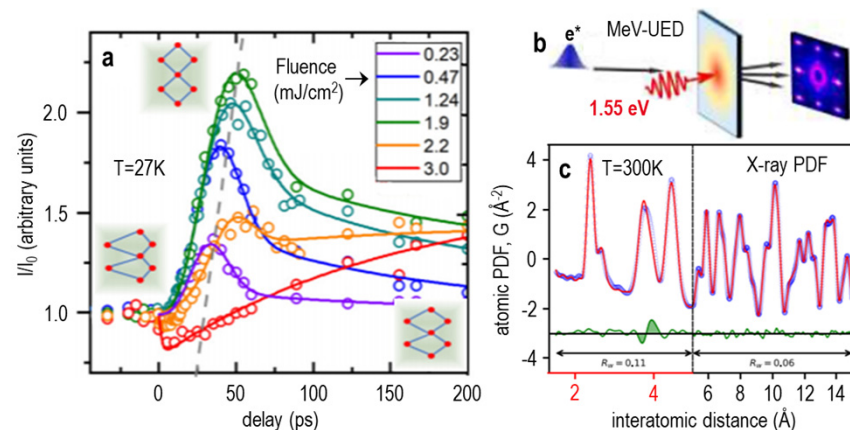 a
Fluence
(mJ/cm²)
0.23
0.47
1.24
1.9
2.2
3.0
T=27K
I/I₀ (arbitrary units)
2.0
1.5
1.0
0
50
100
150
200
delay (ps)
b
e*
MeV-UED
1.55 eV
c
T=300K
X-ray PDF
atomic PDF, G (Å⁻²)
4
2
0
-2
-4
R_w = 0.11
R_w = 0.06
2
4
6
8
10
12
14
interatomic distance (Å)